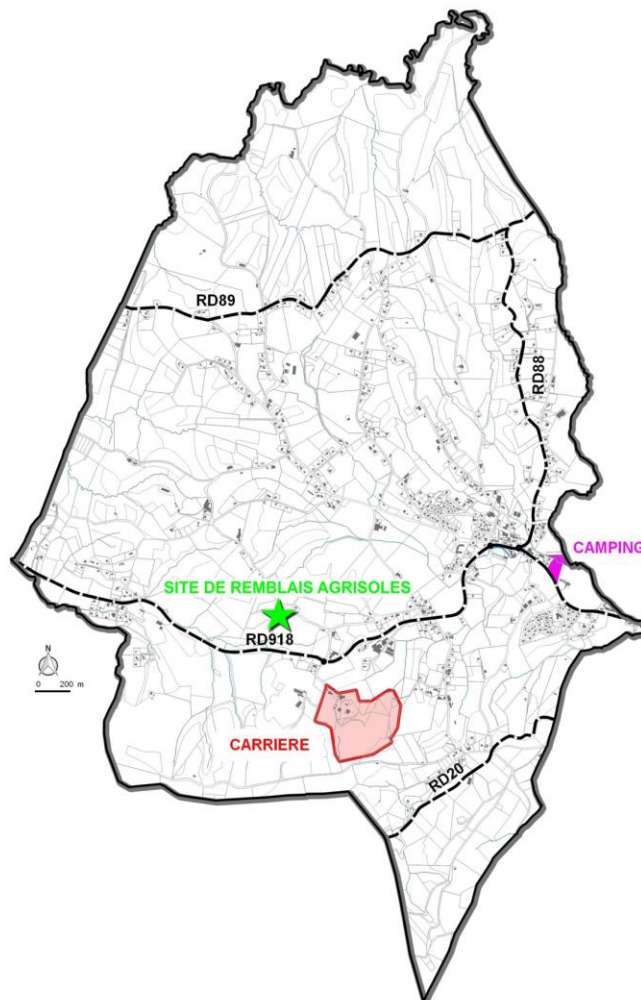 RD89
RD88
CAMPING
SITE DE REMBLAIS AGRISOLES
RD918
N
0 200 m
CARRIERE
RD20